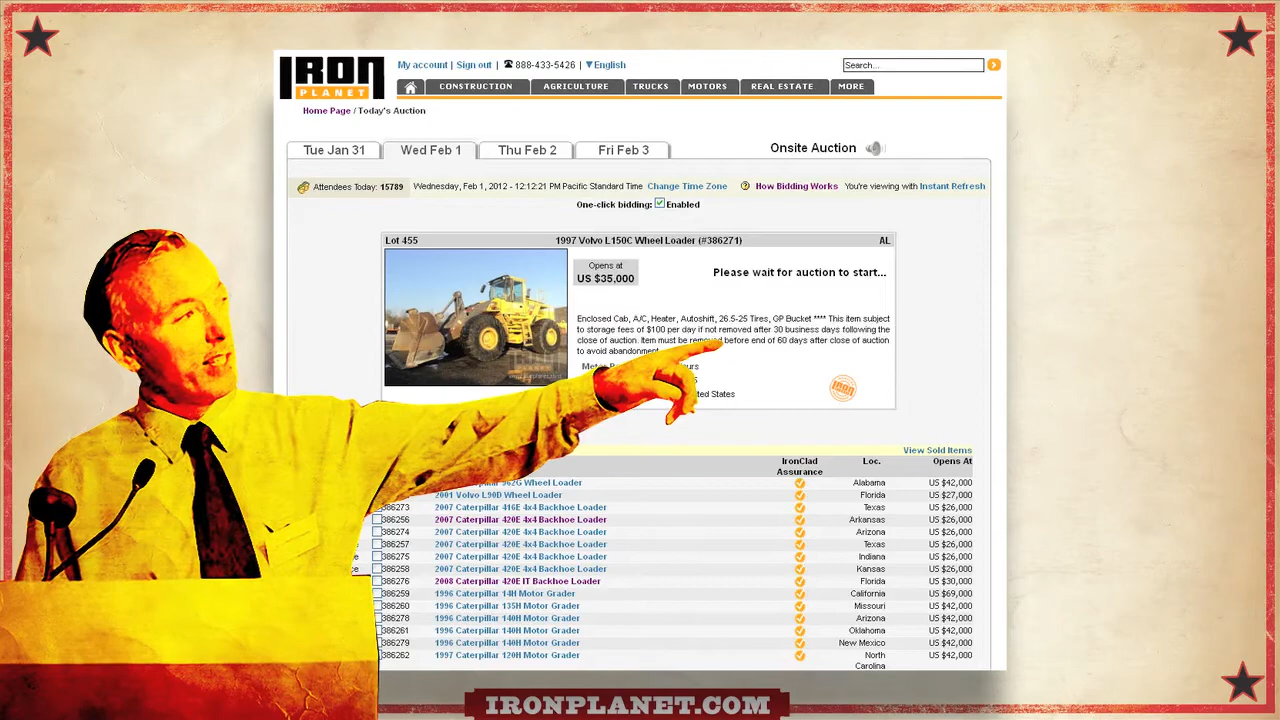 IRON
PLANET
My account | Sign out | 888-433-5426 | ▼English
Search...
CONSTRUCTION AGRICULTURE TRUCKS MOTORS REAL ESTATE MORE
Home Page / Today's Auction
Tue Jan 31 Wed Feb 1 Thu Feb 2 Fri Feb 3 Onsite Auction
Attendees Today: 15789 Wednesday, Feb 1, 2012 - 12:12:21 PM Pacific Standard Time Change Time Zone How Bidding Works You're viewing with Instant Refresh
One-click bidding: Enabled
Lot 455 1997 Volvo L150C Wheel Loader (#386271) AL
Opens at
US $35,000
Please wait for auction to start...
Enclosed Cab, A/C, Heater, Autoshift, 26.5-25 Tires, GP Bucket **** This item subject
to storage fees of $100 per day if not removed after 30 business days following the
close of auction. Item must be removed before end of 60 days after close of auction
to avoid abandonment.
View Sold Items
IronClad
Assurance Loc. Opens At
962G Wheel Loader Alabama US $42,000
2001 Volvo L90D Wheel Loader Florida US $27,000
386273 2007 Caterpillar 416E 4x4 Backhoe Loader Texas US $26,000
386256 2007 Caterpillar 420E 4x4 Backhoe Loader Arkansas US $26,000
386274 2007 Caterpillar 420E 4x4 Backhoe Loader Arizona US $26,000
386257 2007 Caterpillar 420E 4x4 Backhoe Loader Texas US $26,000
386275 2007 Caterpillar 420E 4x4 Backhoe Loader Indiana US $26,000
386258 2007 Caterpillar 420E 4x4 Backhoe Loader Kansas US $26,000
386276 2008 Caterpillar 420E IT Backhoe Loader Florida US $30,000
386259 1996 Caterpillar 14H Motor Grader California US $69,000
386260 1996 Caterpillar 135H Motor Grader Missouri US $42,000
386278 1996 Caterpillar 140H Motor Grader Arizona US $42,000
386261 1996 Caterpillar 140H Motor Grader Oklahoma US $42,000
386279 1996 Caterpillar 140H Motor Grader New Mexico US $42,000
386262 1997 Caterpillar 120H Motor Grader North US $42,000
Carolina
IRONPLANET.COM